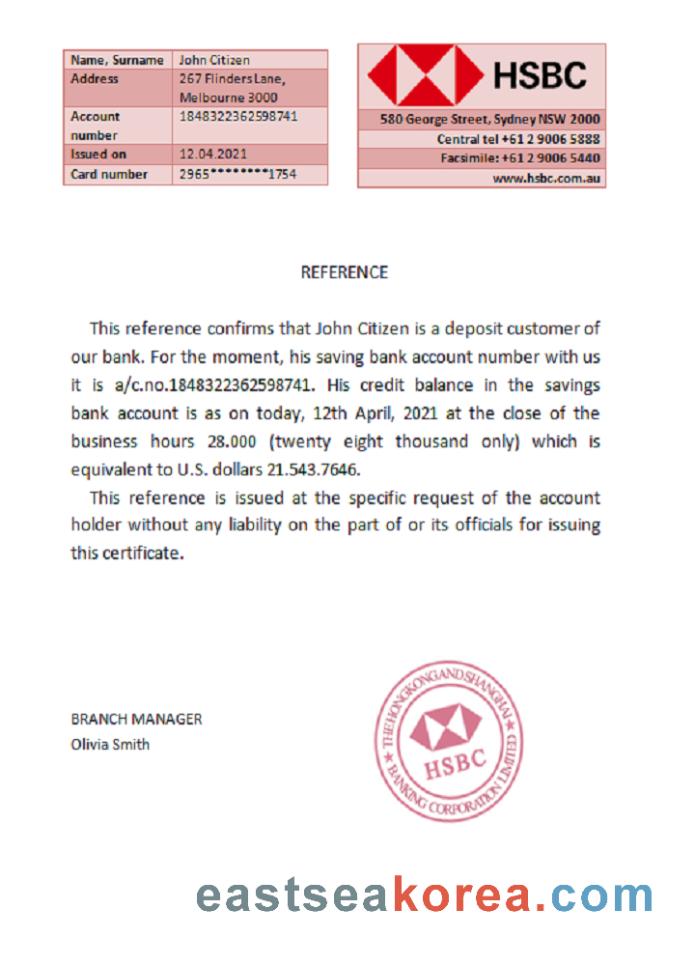 Name, Surname John Citizen
Address 267 Flinders Lane,
Melbourne 3000
Account 1848322362598741
number
Issued on 12.04.2021
Card number 2965********1754
HSBC
580 George Street, Sydney NSW 2000
Central tel +61 2 9006 5888
Facsimile: +61 2 9006 5440
www.hsbc.com.au
REFERENCE
This reference confirms that John Citizen is a deposit customer of
our bank. For the moment, his saving bank account number with us
it is a/c.no.1848322362598741. His credit balance in the savings
bank account is as on today, 12th April, 2021 at the close of the
business hours 28.000 (twenty eight thousand only) which is
equivalent to U.S. dollars 21.543.7646.
This reference is issued at the specific request of the account
holder without any liability on the part of or its officials for issuing
this certificate.
BRANCH MANAGER
Olivia Smith
THE HONGKONG AND SHANGHAI
HSBC
BANKING CORPORATION LIMITED
eastseakorea.com